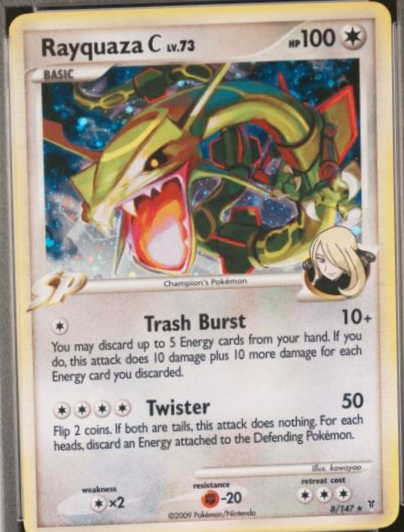 Rayquaza C LV.73 HP100
BASIC
Champion's Pokémon
SP
Trash Burst 10+
You may discard up to 5 Energy cards from your hand. If you
do, this attack does 10 damage plus 10 more damage for each
Energy card you discarded.
Twister 50
Flip 2 coins. If both are tails, this attack does nothing. For each
heads, discard an Energy attached to the Defending Pokémon.
Illus. kawayoo
weakness resistance retreat cost
×2 -20
©2009 Pokémon/Nintendo 8/147 ★